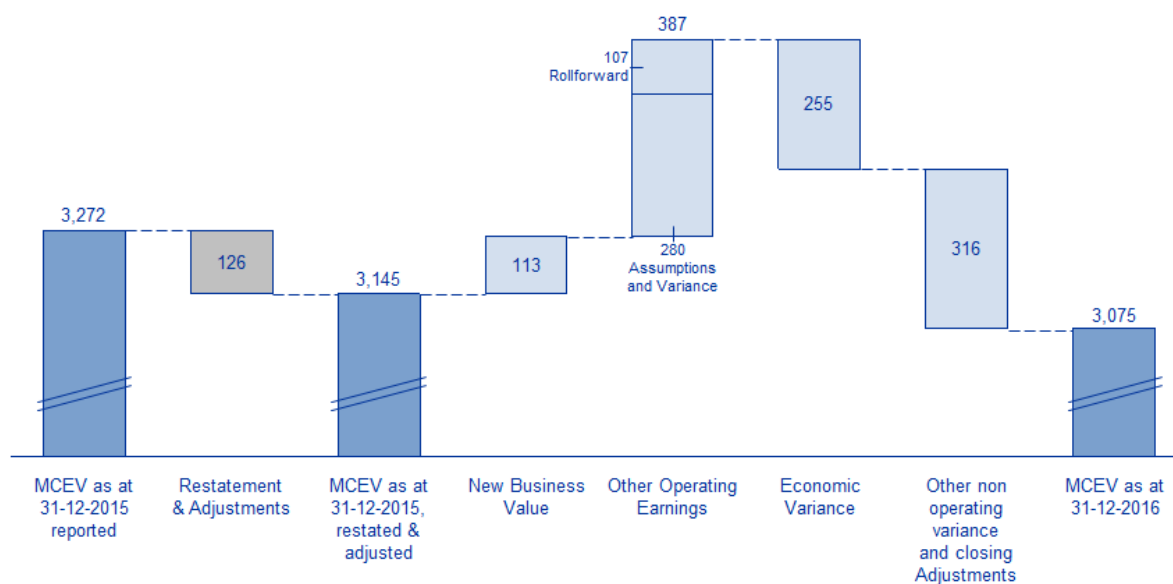 387
107
Rollforward
255
3,272
126
3,145
113
280
Assumptions
and Variance
316
3,075
MCEV as at
31-12-2015
reported
Restatement
& Adjustments
MCEV as at
31-12-2015,
restated &
adjusted
New Business
Value
Other Operating
Earnings
Economic
Variance
Other non
operating
variance
and closing
Adjustments
MCEV as at
31-12-2016